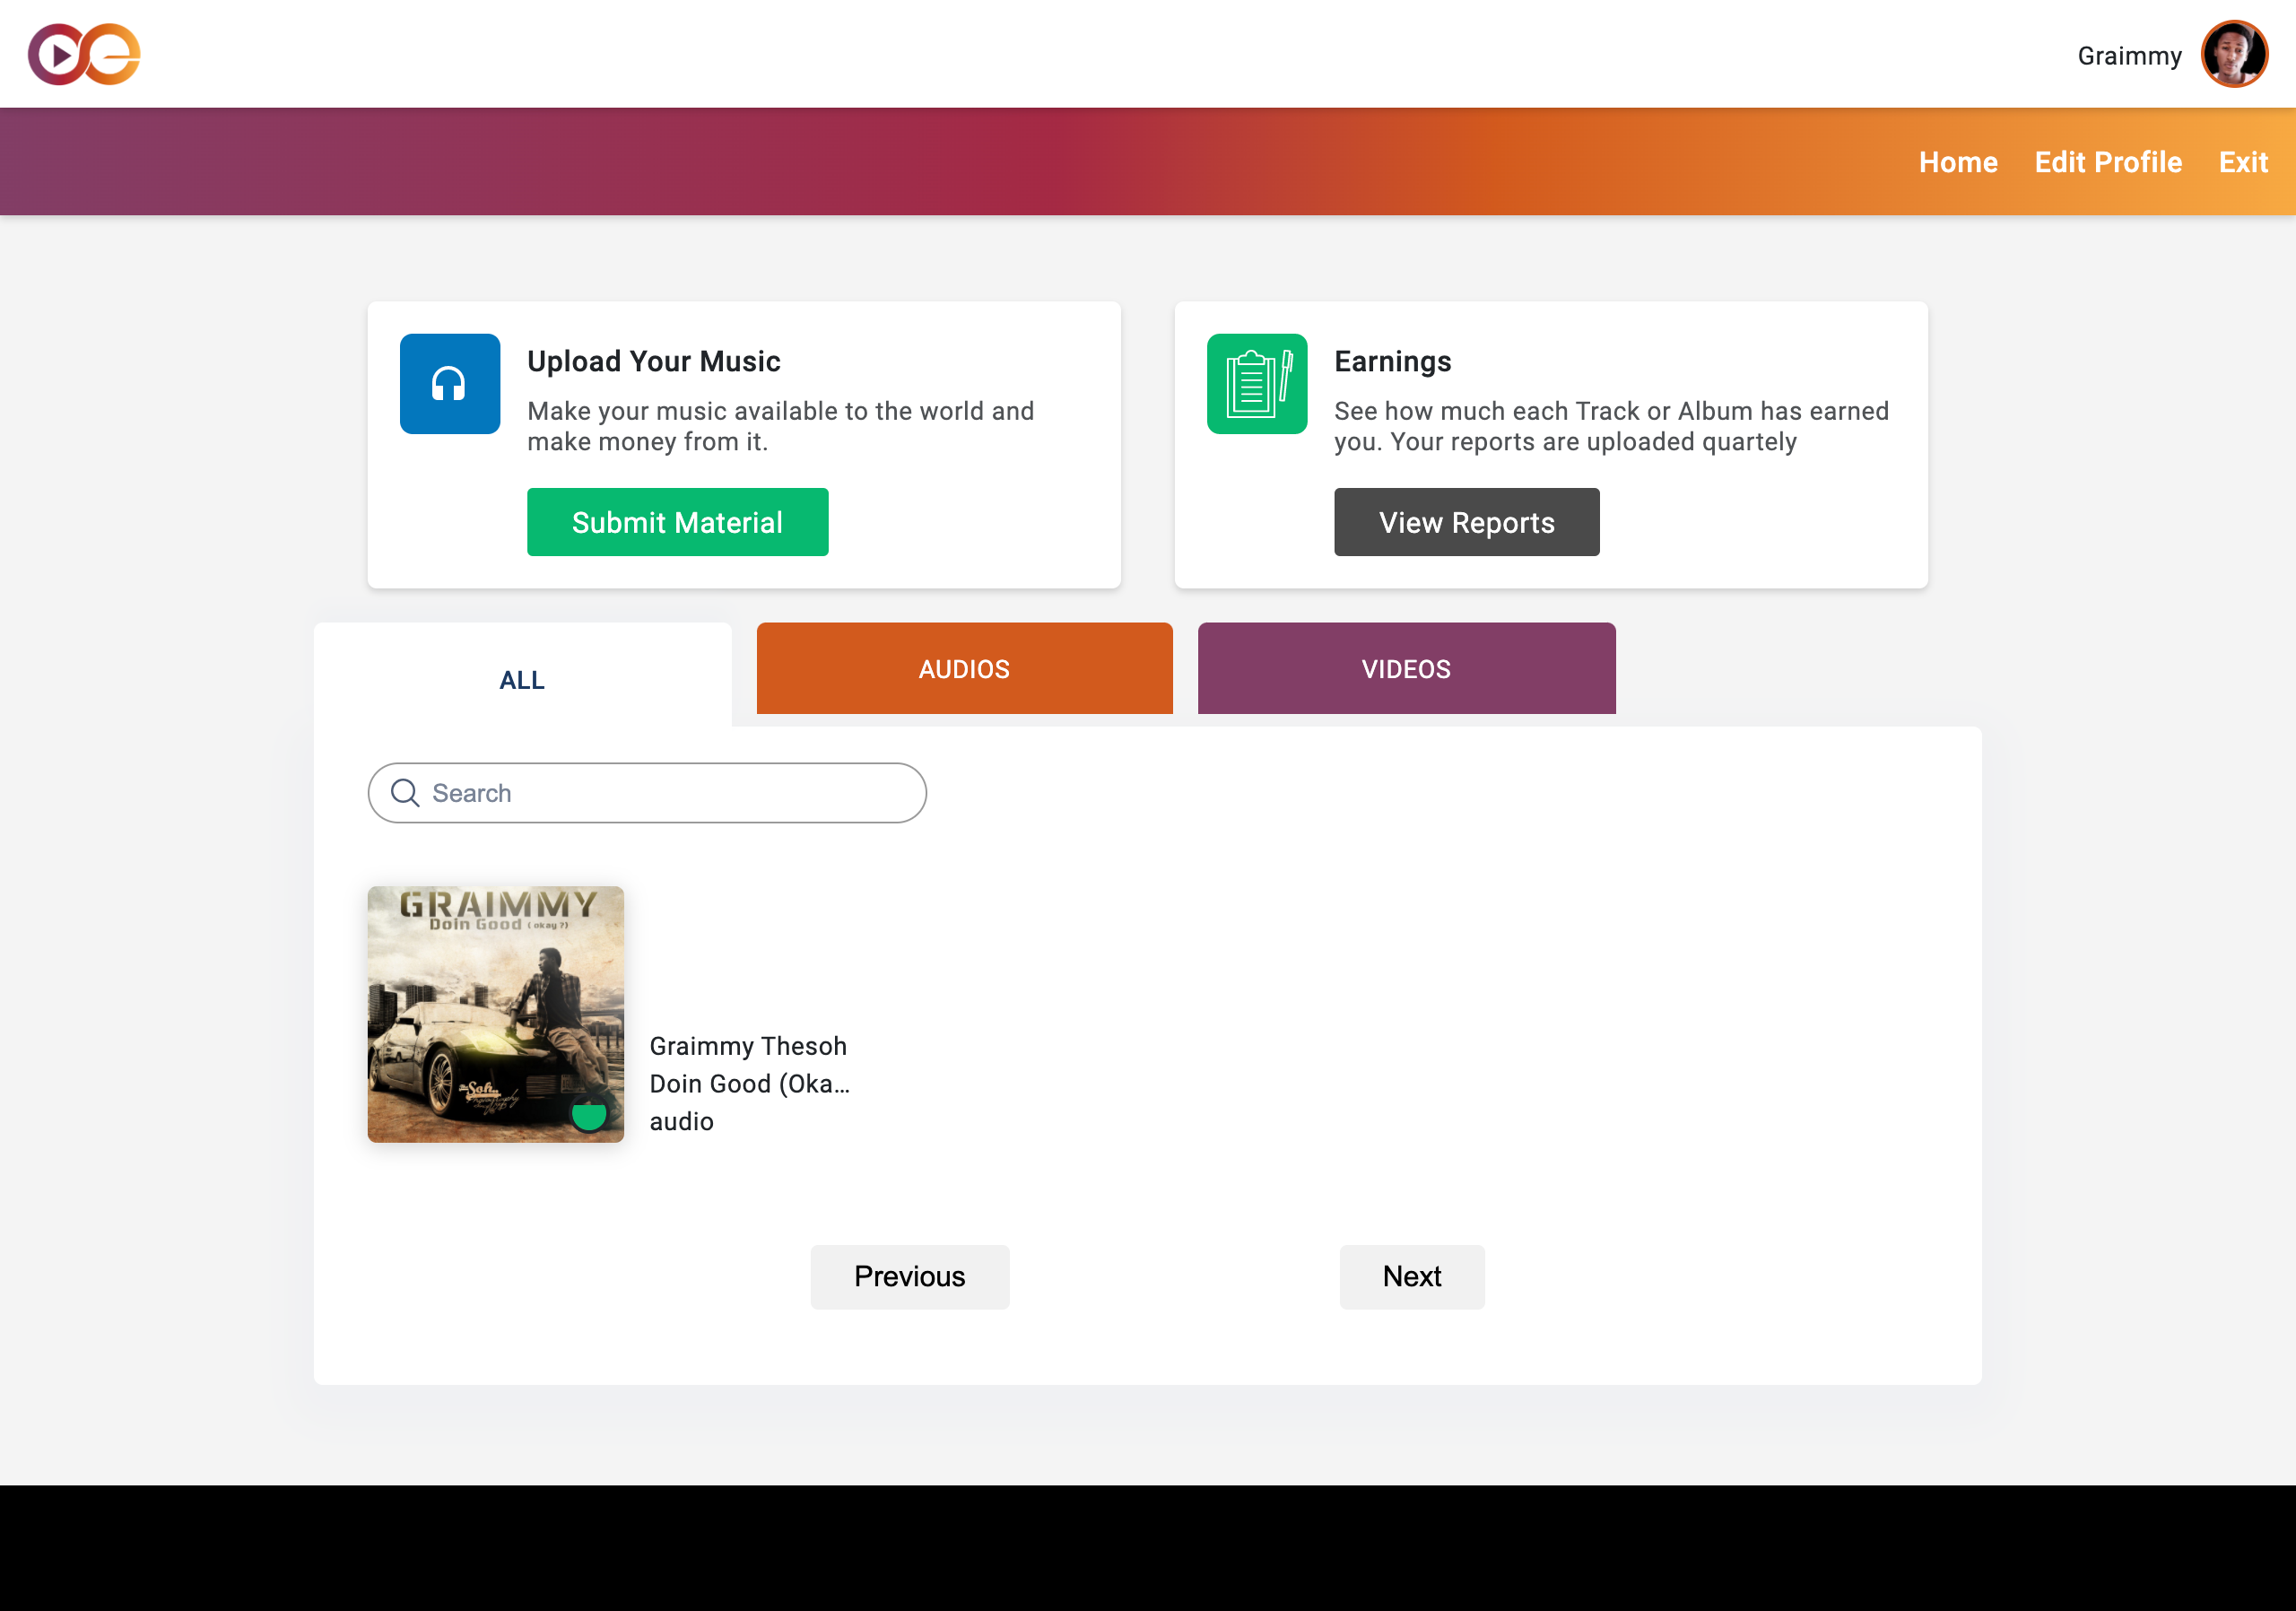 Graimmy
Home Edit Profile Exit
Upload Your Music
Make your music available to the world and
make money from it.
Submit Material
Earnings
See how much each Track or Album has earned
you. Your reports are uploaded quartely
View Reports
ALL
AUDIOS
VIDEOS
Search
GRAIMMY
Doin Good ( okay ?)
Graimmy Thesoh
Doin Good (Oka...
audio
Previous
Next